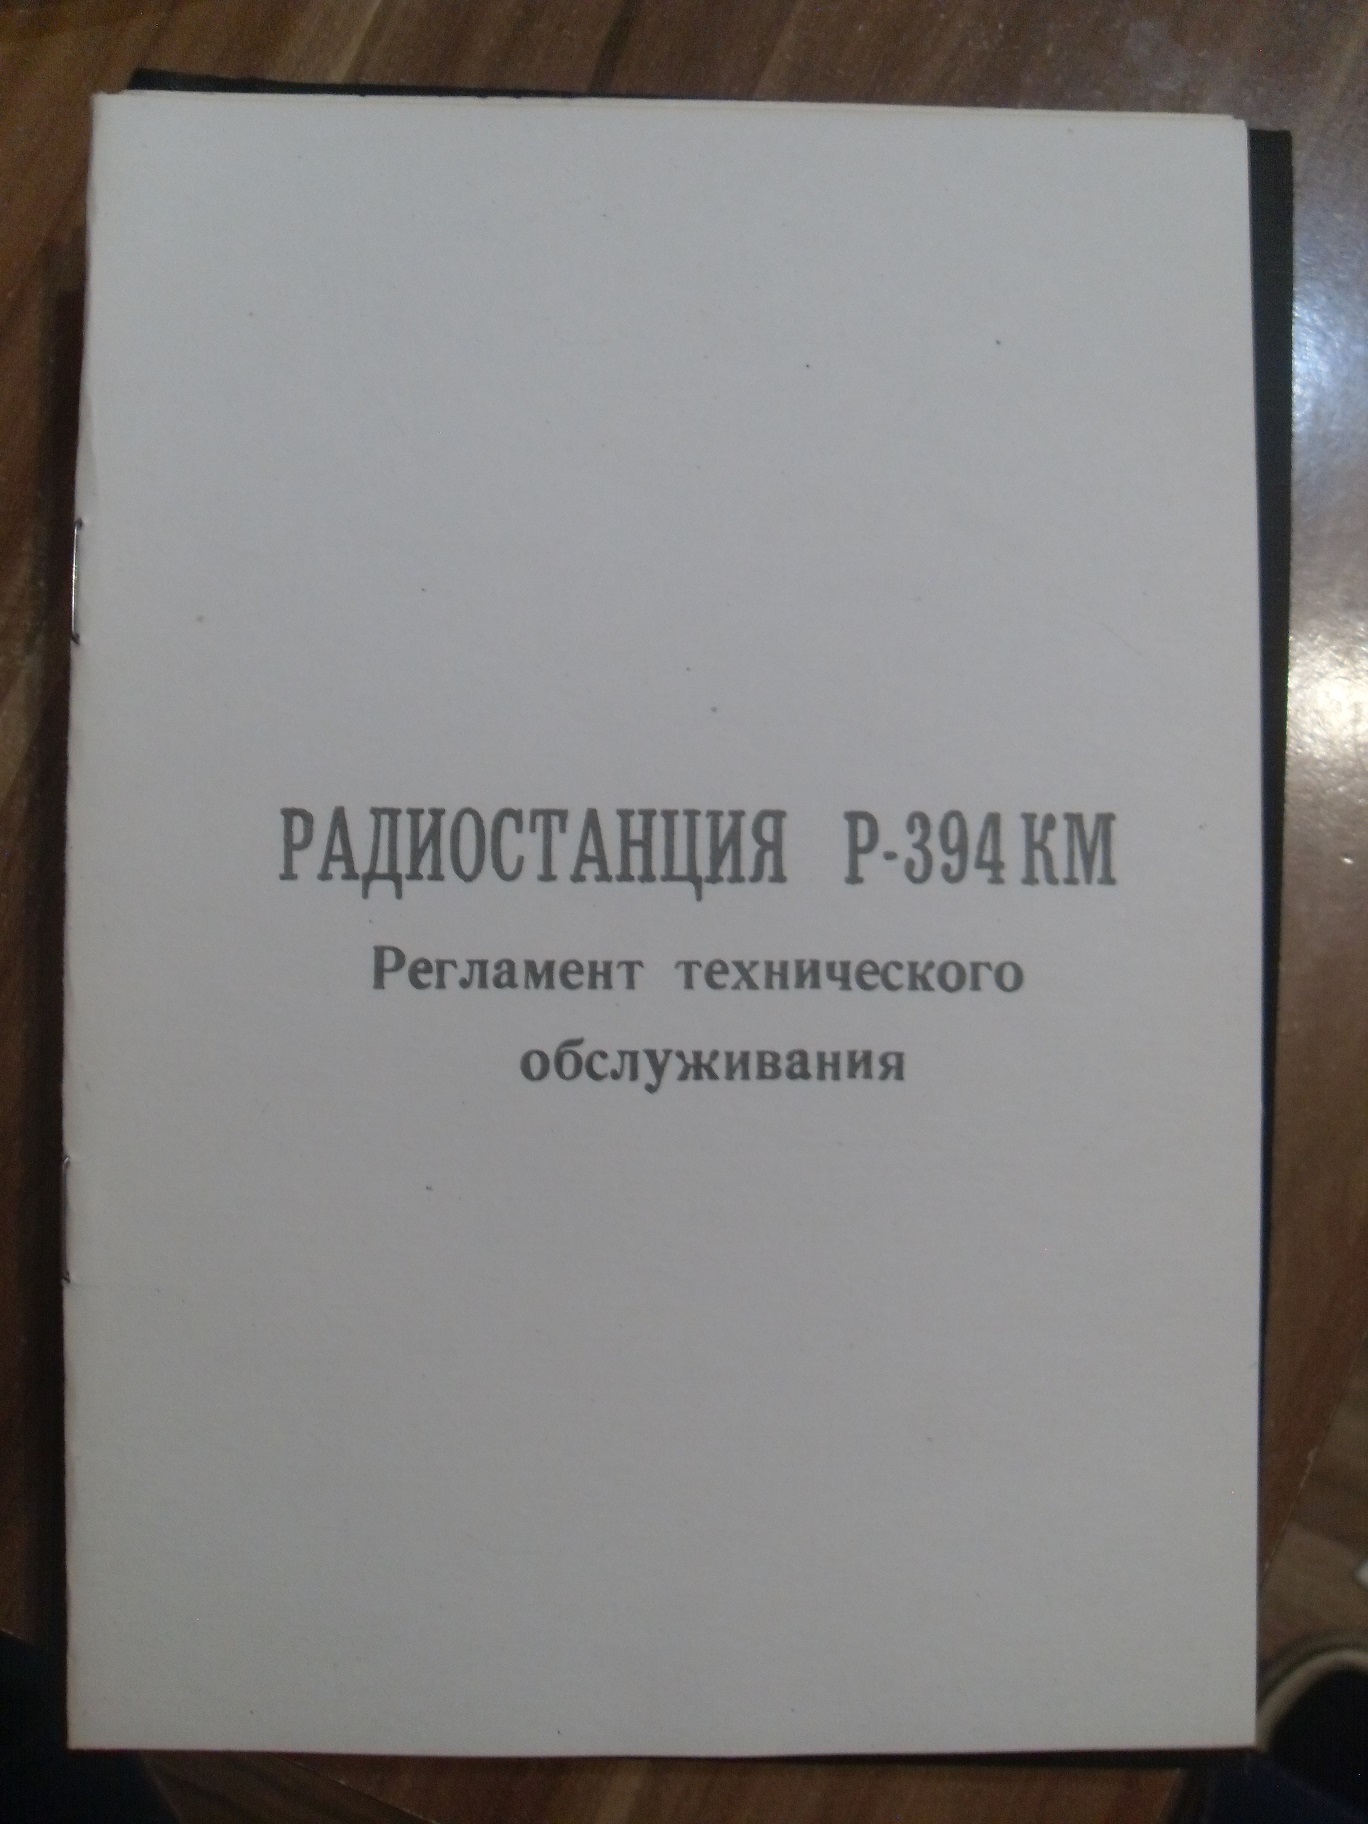 РАДИОСТАНЦИЯ Р-394КМ
Регламент технического
обслуживания